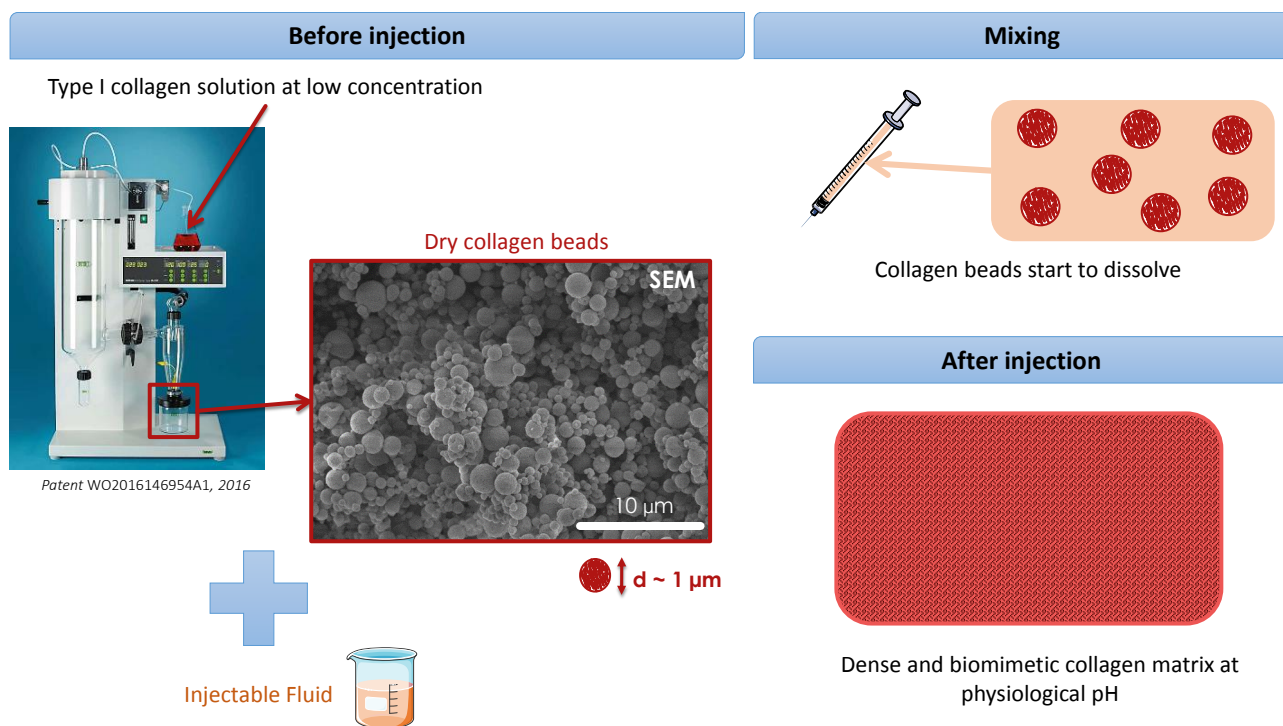 Before injection
Type I collagen solution at low concentration
Dry collagen beads
SEM
10 µm
Patent WO2016146954A1, 2016
d ~ 1 µm
Injectable Fluid
Mixing
Collagen beads start to dissolve
After injection
Dense and biomimetic collagen matrix at
physiological pH